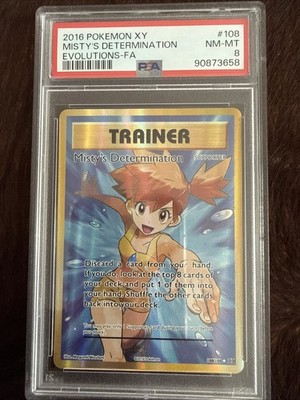 2016 POKEMON XY #108
MISTY'S DETERMINATION NM-MT
EVOLUTIONS-FA 8
PSA 90873658
TRAINER
Misty's Determination SUPPORTER
Discard a card from your hand.
If you do, look at the top 8 cards of
your deck and put 1 of them into
your hand. Shuffle the other cards
back into your deck.